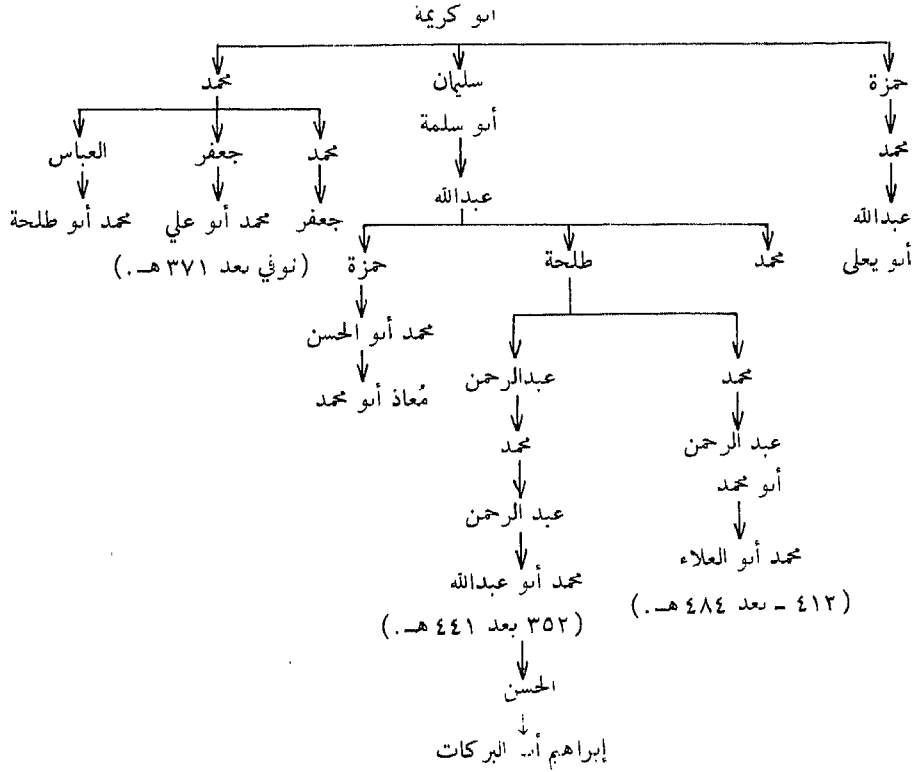 أبو كريمة
حمزة سليمان محمد
أبو سلمة
محمد محمد جعفر العباس
عبدالله
عبدالله جعفر محمد أبو علي محمد أبو طلحة
أبو يعلى محمد طلحة حمزة (توفي بعد ٣٧١ هـ.)
محمد أبو الحسن
محمد عبدالرحمن
مُعاذ أبو محمد
عبد الرحمن محمد
أبو محمد
عبد الرحمن
محمد أبو العلاء
محمد أبو عبدالله
(٤١٢ - بعد ٤٨٤ هـ.)
(٣٥٢ بعد ٤٤١ هـ.)
الحسن
إبراهيم البركات